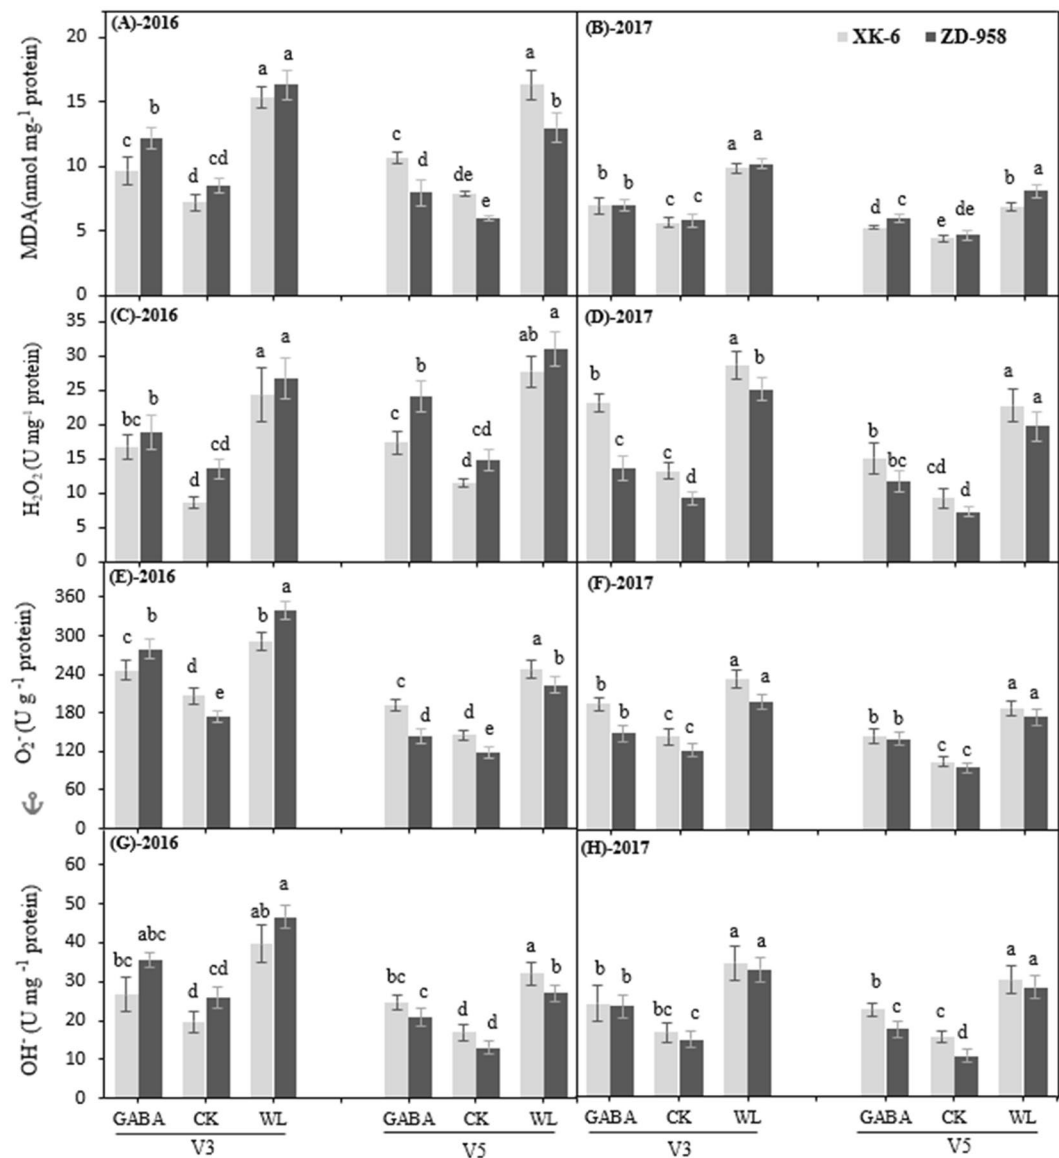 (A)-2016
(B)-2017
XK-6 ZD-958
MDA(nmol mg-¹ protein)
20
15
10
5
0
c b d cd a a c d de e a b
b b c c a a d c e de b a
(C)-2016
(D)-2017
H₂O₂ (U mg⁻¹ protein)
35
30
25
20
15
10
5
0
bc b d cd a a c b d cd ab a
b c c d a b b bc cd d a a
(E)-2016
(F)-2017
O₂⁻ (U g⁻¹ protein)
360
300
240
180
120
60
0
c b d e b a c d d e a b
b b c c a a b b c c a a
(G)-2016
(H)-2017
OH⁻ (U mg ⁻¹ protein)
60
50
40
30
20
10
0
bc abc d cd ab a bc c d d a b
b b bc c a a b c c d a a
GABA CK WL GABA CK WL GABA CK WL GABA CK WL
V3 V5 V3 V5